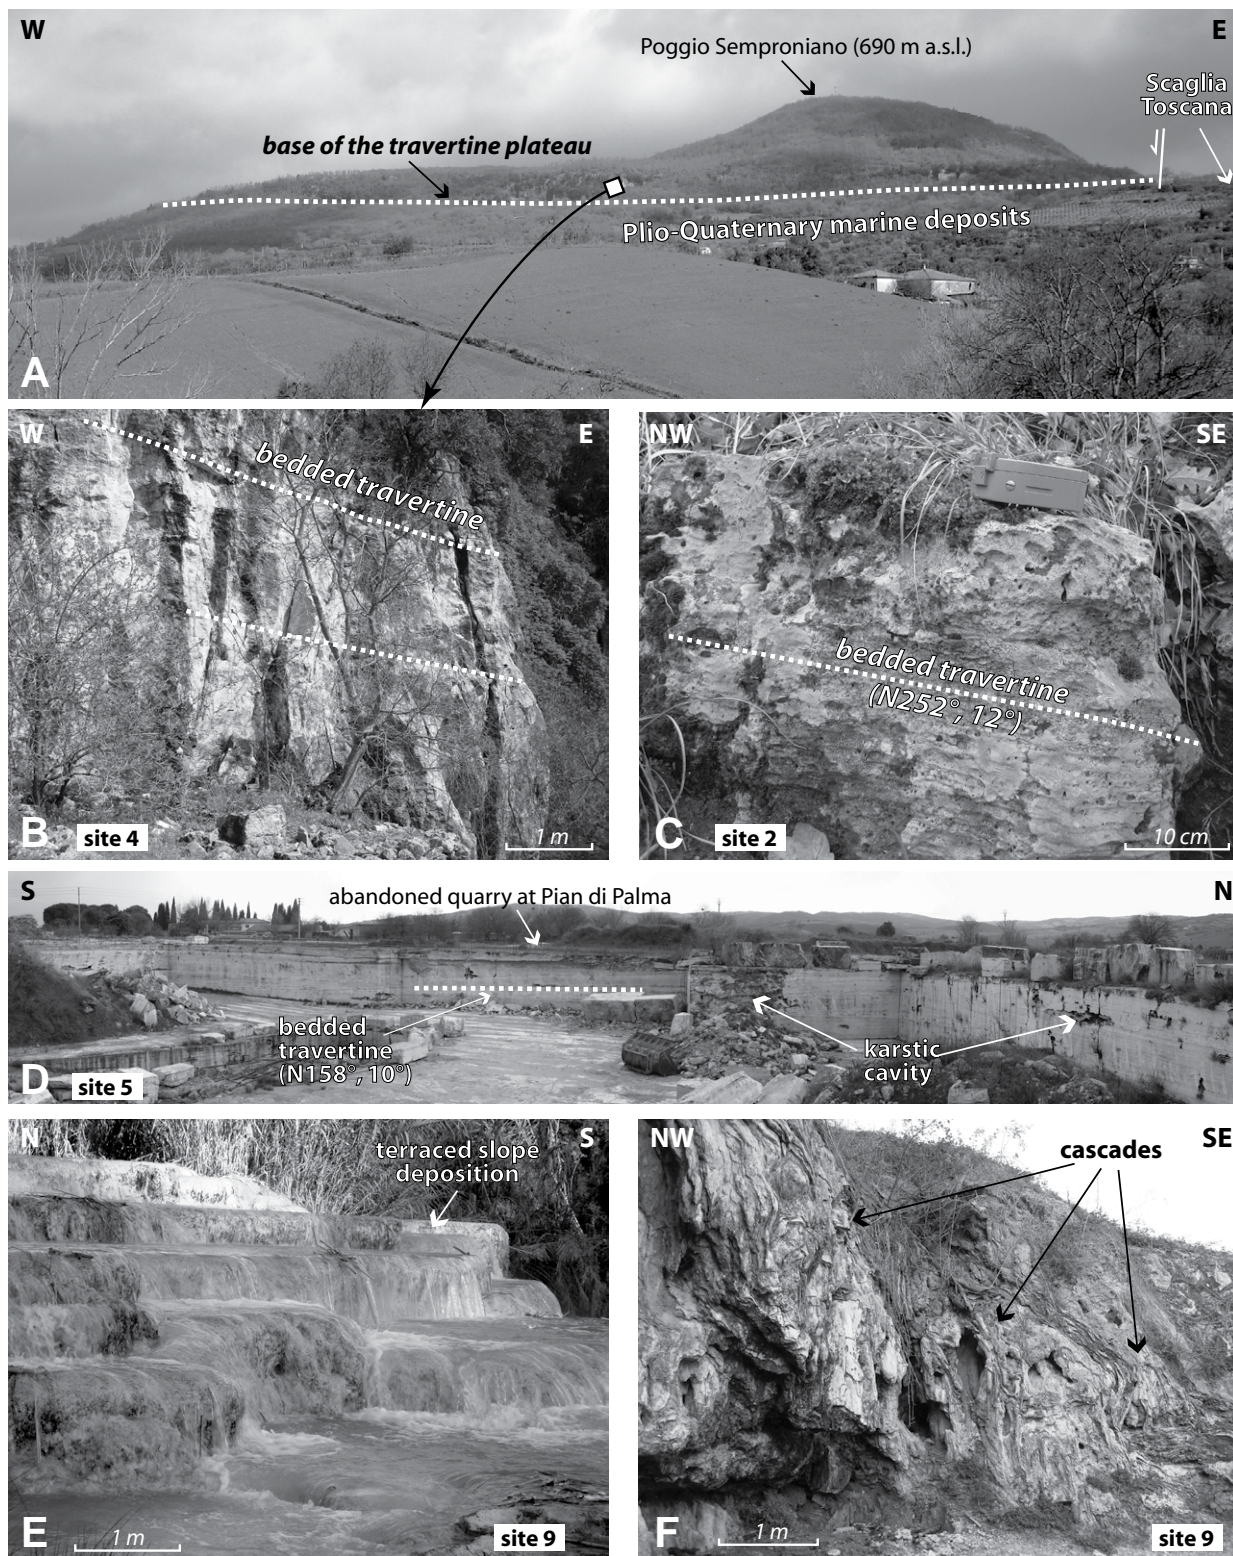 W
E
Poggio Semproniano (690 m a.s.l.)
Scaglia
Toscana
base of the travertine plateau
Plio-Quaternary marine deposits
A
W
E
bedded travertine
B
site 4
1 m
NW
SE
bedded travertine
(N252°, 12°)
C
site 2
10 cm
S
N
abandoned quarry at Pian di Palma
bedded
travertine
(N158°, 10°)
karstic
cavity
D
site 5
N
S
terraced slope
deposition
E
1 m
site 9
NW
SE
cascades
F
1 m
site 9